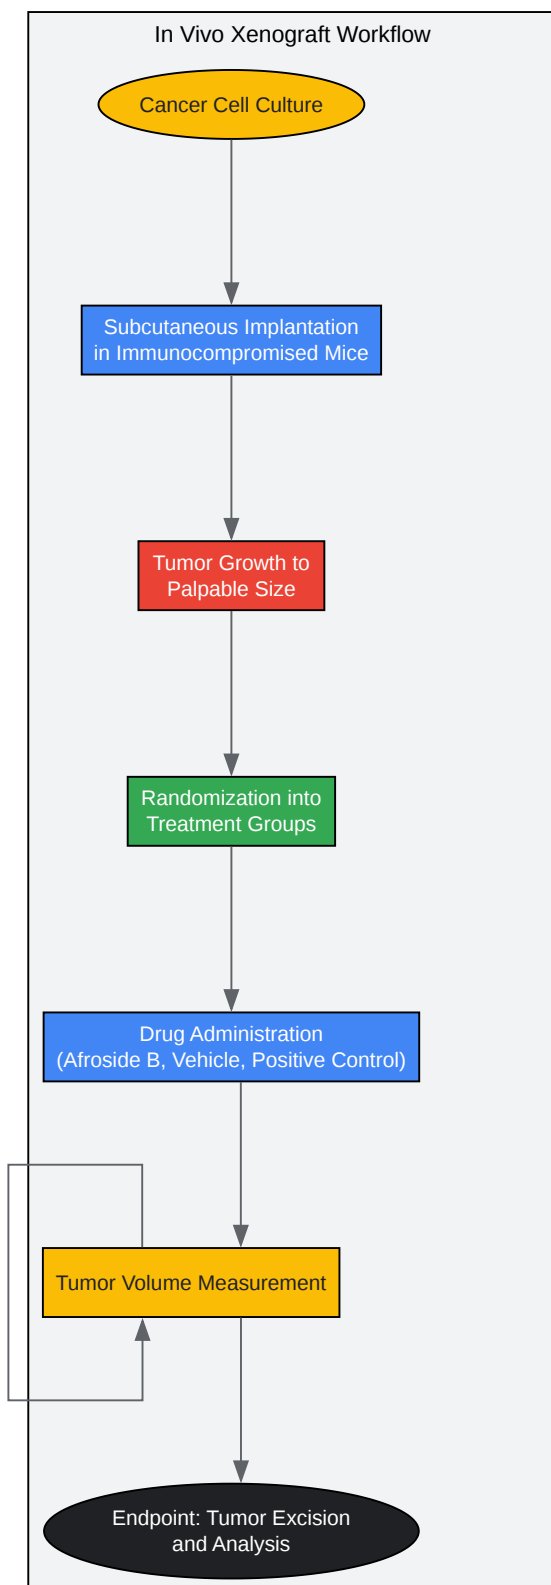 In Vivo Xenograft Workflow
Cancer Cell Culture
Subcutaneous Implantation
in Immunocompromised Mice
Tumor Growth to
Palpable Size
Randomization into
Treatment Groups
Drug Administration
(Afroside B, Vehicle, Positive Control)
Tumor Volume Measurement
Endpoint: Tumor Excision
and Analysis